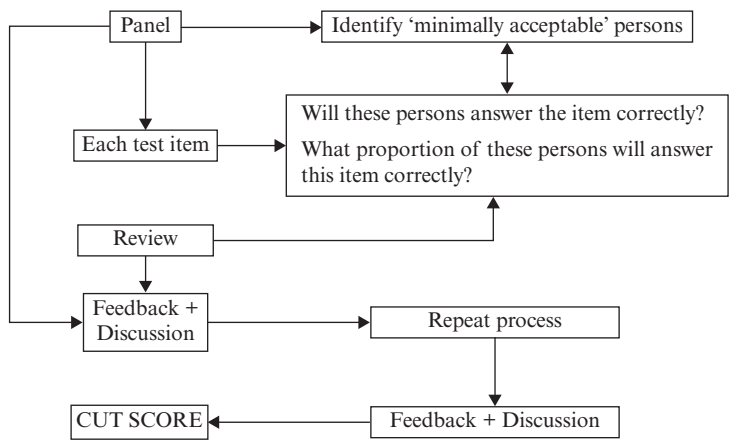 Panel
Identify ‘minimally acceptable’ persons
Will these persons answer the item correctly?
What proportion of these persons will answer
this item correctly?
Each test item
Review
Feedback +
Discussion
Repeat process
CUT SCORE
Feedback + Discussion